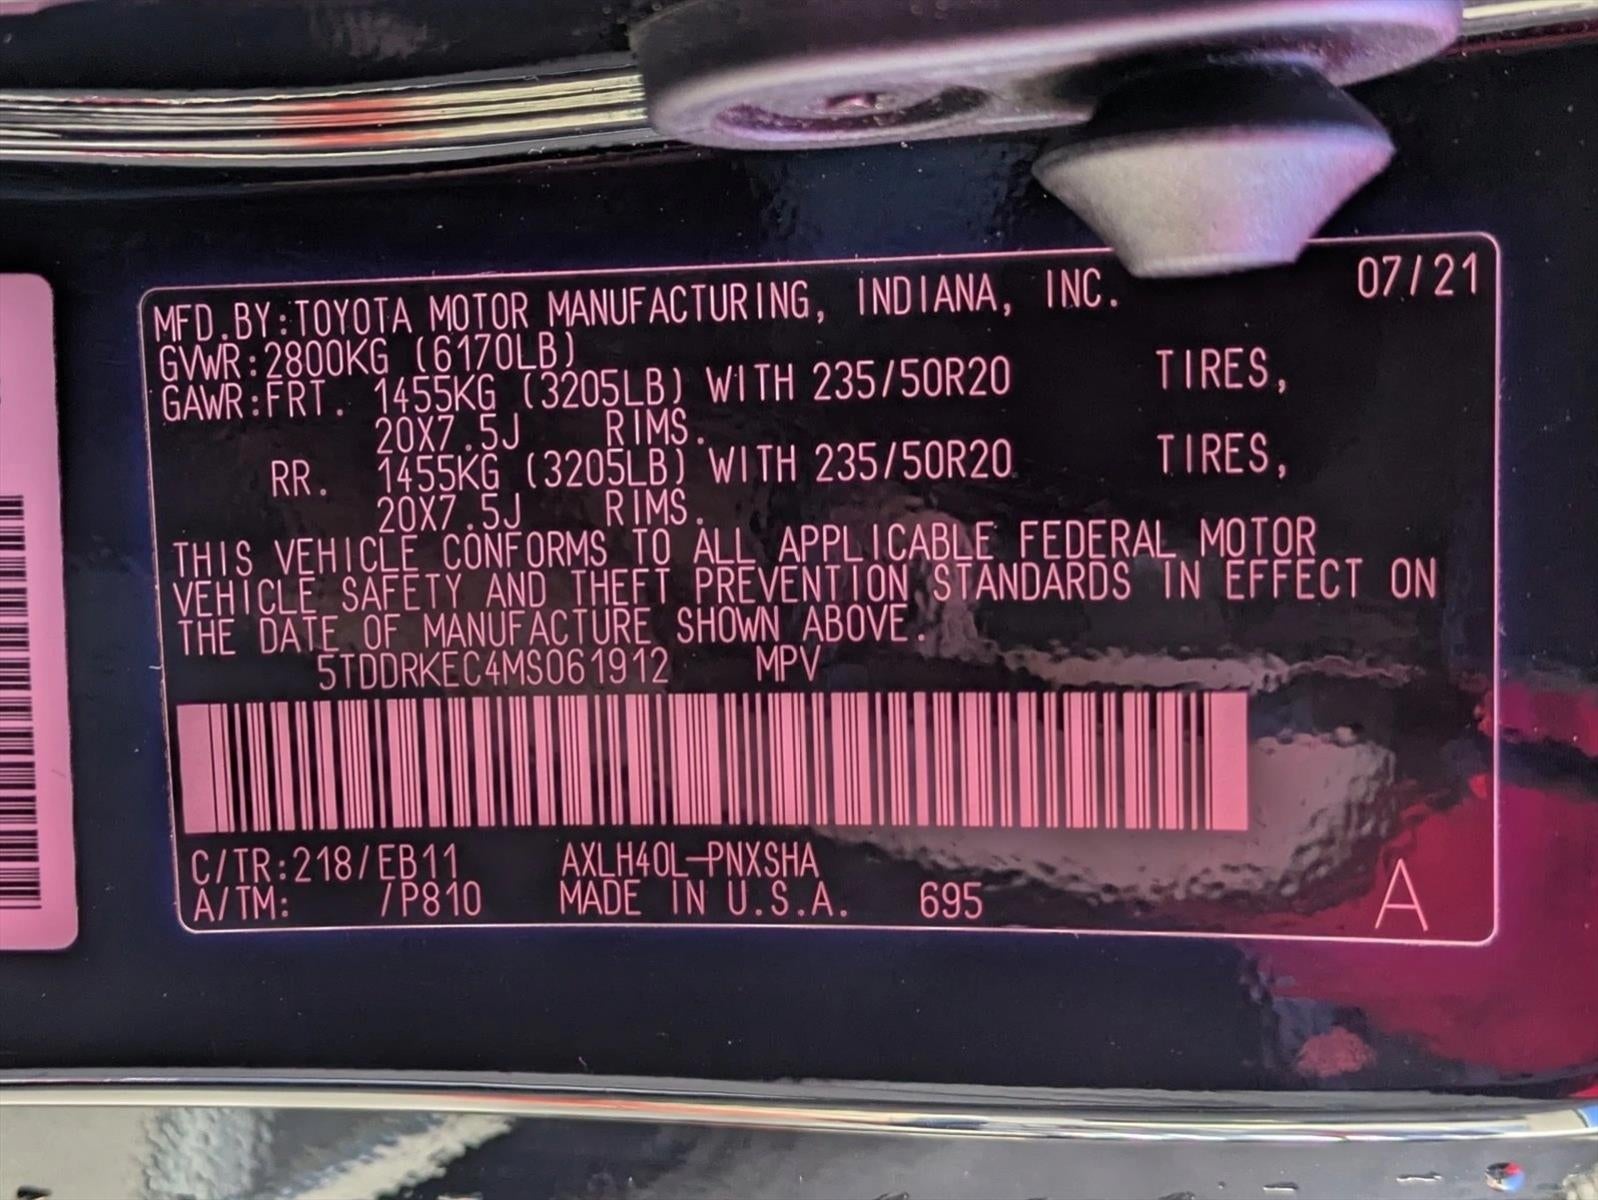 MFD.BY:TOYOTA MOTOR MANUFACTURING, INDIANA, INC. 07/21
GVWR:2800KG (6170LB)
GAWR:FRT. 1455KG (3205LB) WITH 235/50R20 TIRES,
20X7.5J RIMS.
RR. 1455KG (3205LB) WITH 235/50R20 TIRES,
20X7.5J RIMS.
THIS VEHICLE CONFORMS TO ALL APPLICABLE FEDERAL MOTOR
VEHICLE SAFETY AND THEFT PREVENTION STANDARDS IN EFFECT ON
THE DATE OF MANUFACTURE SHOWN ABOVE.
5TDDRKEC4MS061912 MPV
C/TR:218/EB11 AXLH40L-PNXSHA
A/TM: /P810 MADE IN U.S.A. 695 A